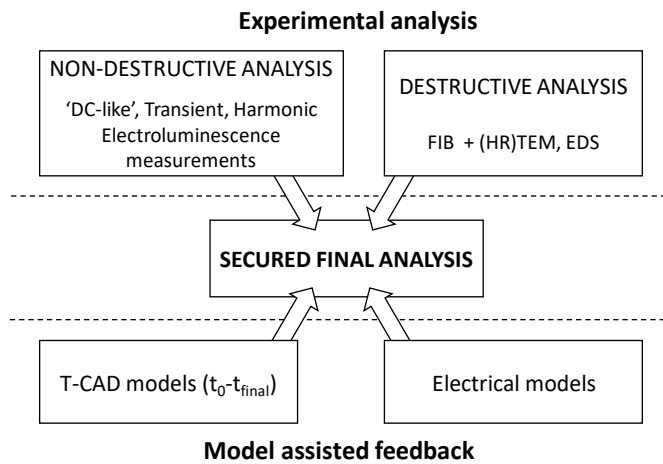 Experimental analysis
NON-DESTRUCTIVE ANALYSIS
‘DC-like’, Transient, Harmonic
Electroluminescence
measurements
DESTRUCTIVE ANALYSIS
FIB + (HR)TEM, EDS
SECURED FINAL ANALYSIS
T-CAD models (t0-tfinal)
Electrical models
Model assisted feedback